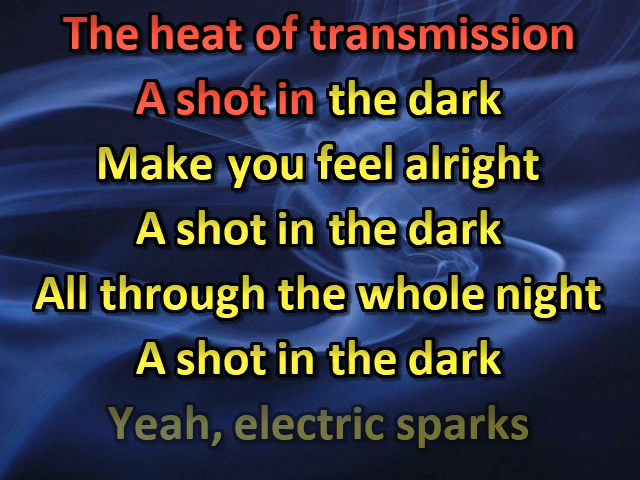 The heat of transmission
A shot in the dark
Make you feel alright
A shot in the dark
All through the whole night
A shot in the dark
Yeah, electric sparks